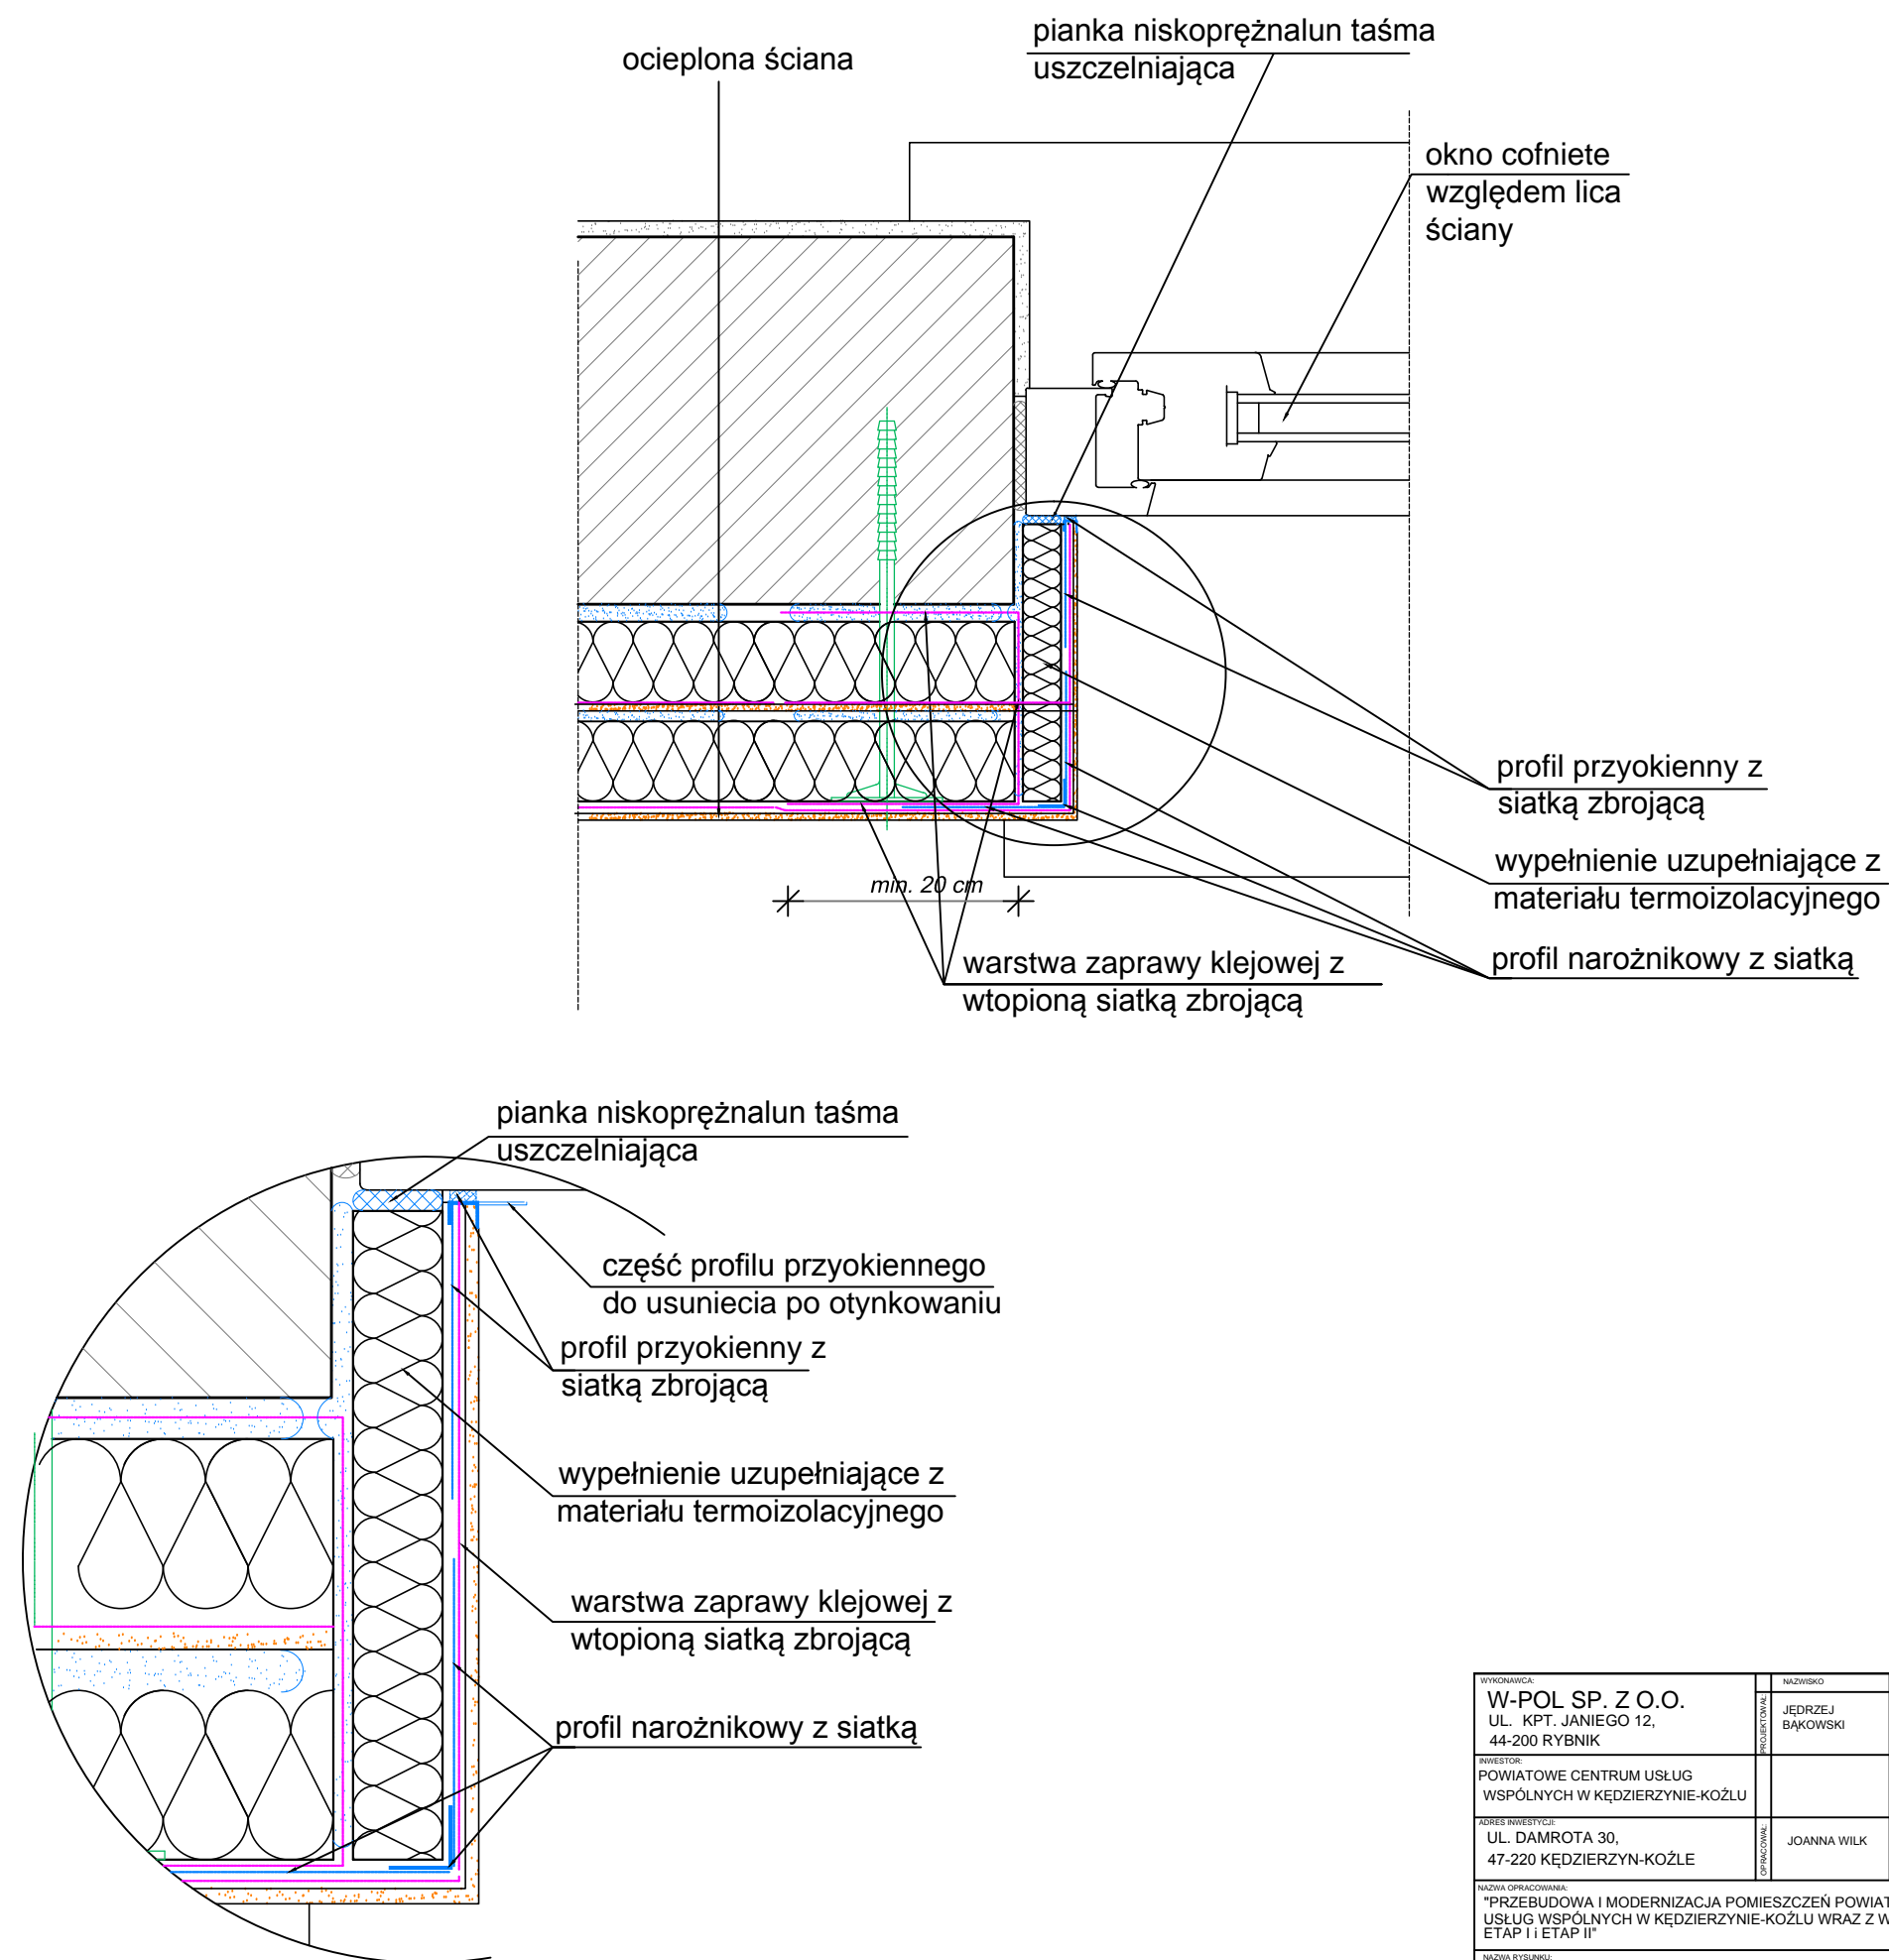 ocieplona ściana
pianka niskoprężnalun taśma
uszczelniająca
okno cofniete
względem lica
ściany
profil przyokienny z
siatką zbrojącą
wypełnienie uzupełniające z
materiału termoizolacyjnego
profil narożnikowy z siatką
min. 20 cm
warstwa zaprawy klejowej z
wtopioną siatką zbrojącą
pianka niskoprężnalun taśma
uszczelniająca
część profilu przyokiennego
do usuniecia po otynkowaniu
profil przyokienny z
siatką zbrojącą
wypełnienie uzupełniające z
materiału termoizolacyjnego
warstwa zaprawy klejowej z
wtopioną siatką zbrojącą
profil narożnikowy z siatką
WYKONAWCA:
W-POL SP. Z O.O.
UL. KPT. JANIEGO 12,
44-200 RYBNIK
PROJEKTOWAŁ:
NAZWISKO
JĘDRZEJ
BĄKOWSKI
INWESTOR:
POWIATOWE CENTRUM USŁUG
WSPÓLNYCH W KĘDZIERZYNIE-KOŹLU
ADRES INWESTYCJI:
UL. DAMROTA 30,
47-220 KĘDZIERZYN-KOŹLE
OPRACOWAŁ:
JOANNA WILK
NAZWA OPRACOWANIA:
"PRZEBUDOWA I MODERNIZACJA POMIESZCZEŃ POWIAT
USŁUG WSPÓLNYCH W KĘDZIERZYNIE-KOŹLU WRAZ Z W
ETAP I i ETAP II"
NAZWA RYSUNKU: